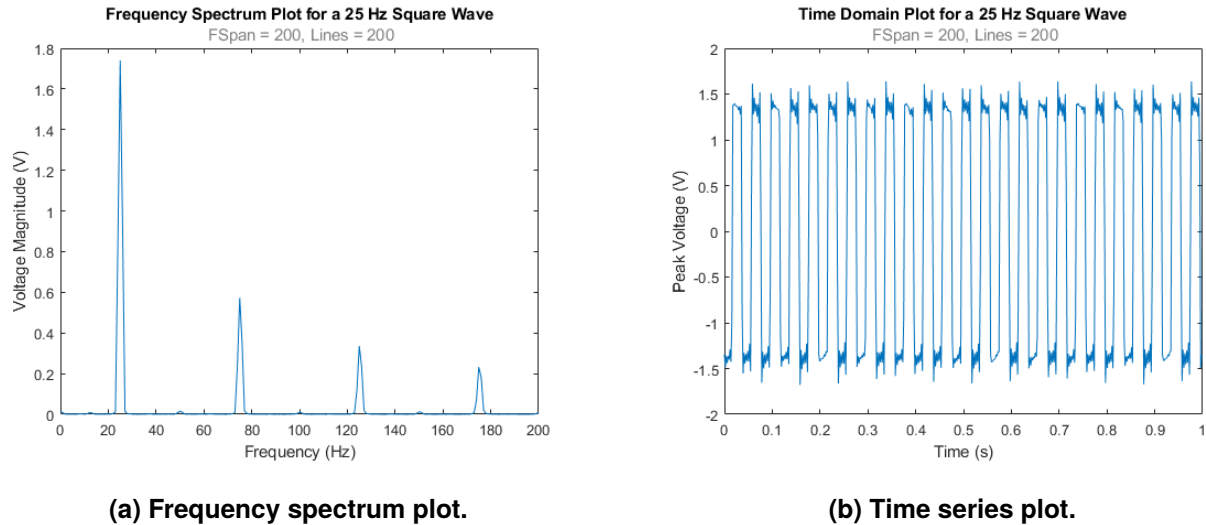 Frequency Spectrum Plot for a 25 Hz Square Wave
FSpan = 200, Lines = 200
1.8
1.6
1.4
1.2
1
0.8
0.6
0.4
0.2
0
Voltage Magnitude (V)
0 20 40 60 80 100 120 140 160 180 200
Frequency (Hz)
(a) Frequency spectrum plot.
Time Domain Plot for a 25 Hz Square Wave
FSpan = 200, Lines = 200
2
1.5
1
0.5
0
-0.5
-1
-1.5
-2
Peak Voltage (V)
0 0.1 0.2 0.3 0.4 0.5 0.6 0.7 0.8 0.9 1
Time (s)
(b) Time series plot.